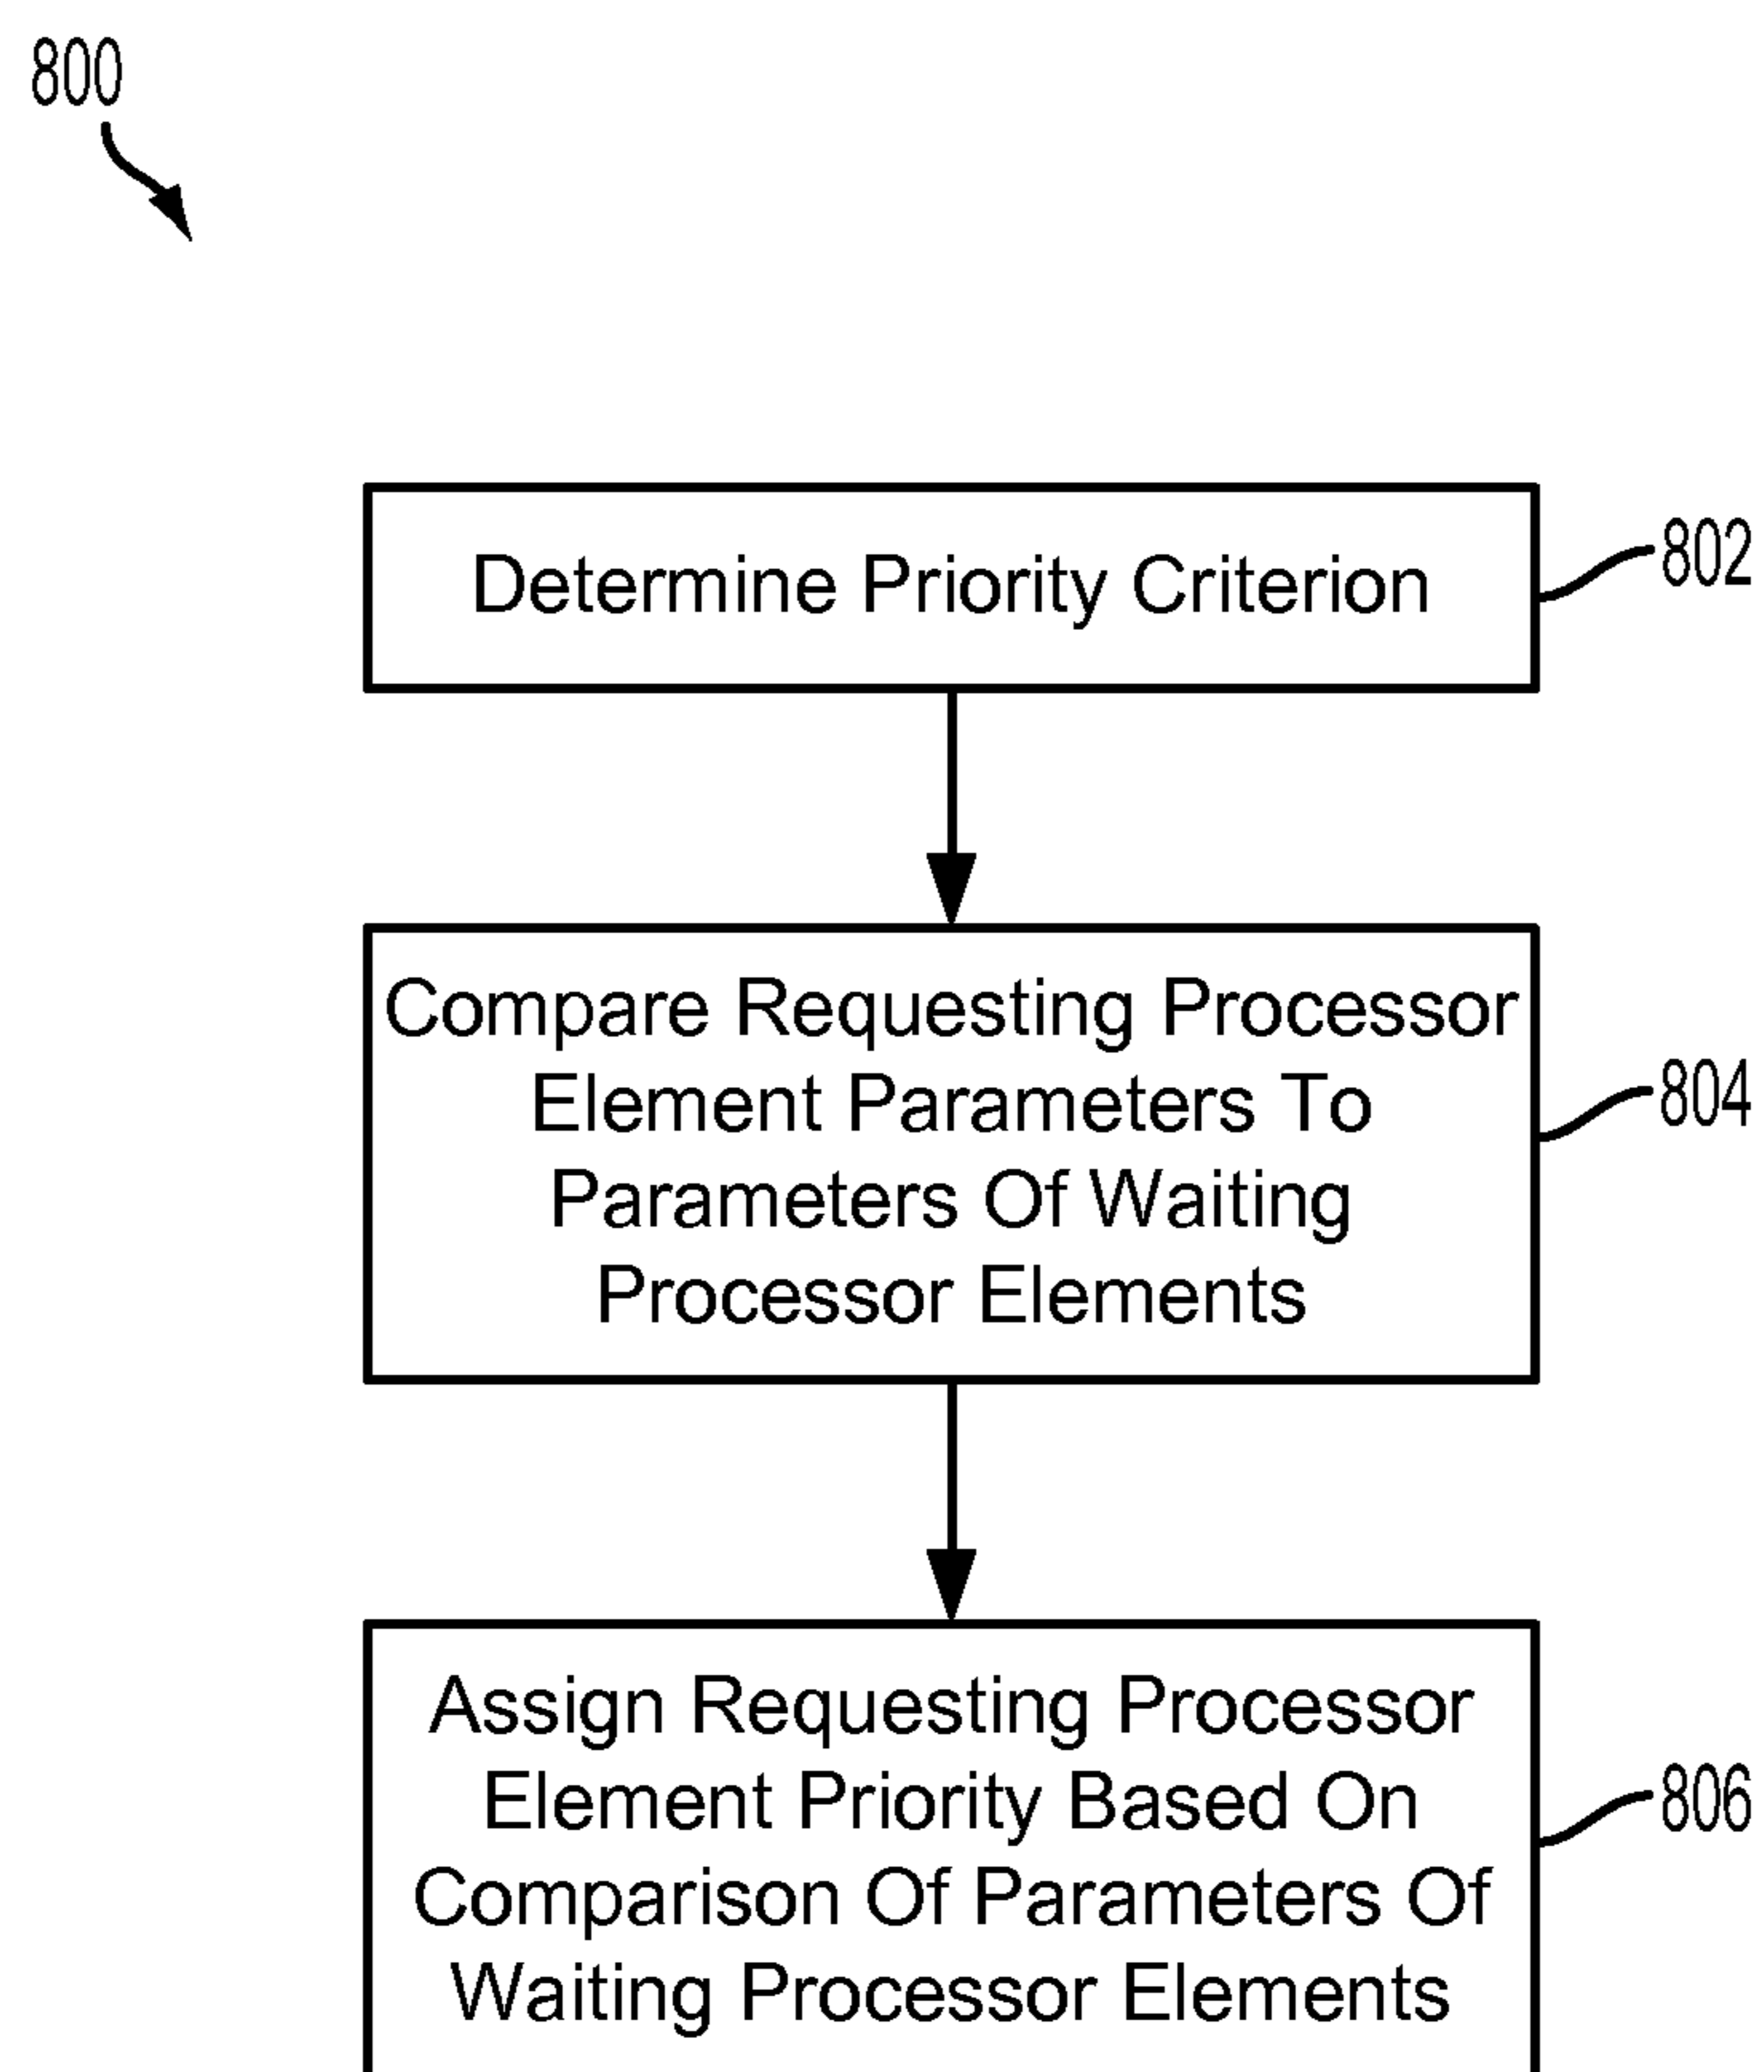 800
Determine Priority Criterion
802
Compare Requesting Processor
Element Parameters To
Parameters Of Waiting
Processor Elements
804
Assign Requesting Processor
Element Priority Based On
Comparison Of Parameters Of
Waiting Processor Elements
806